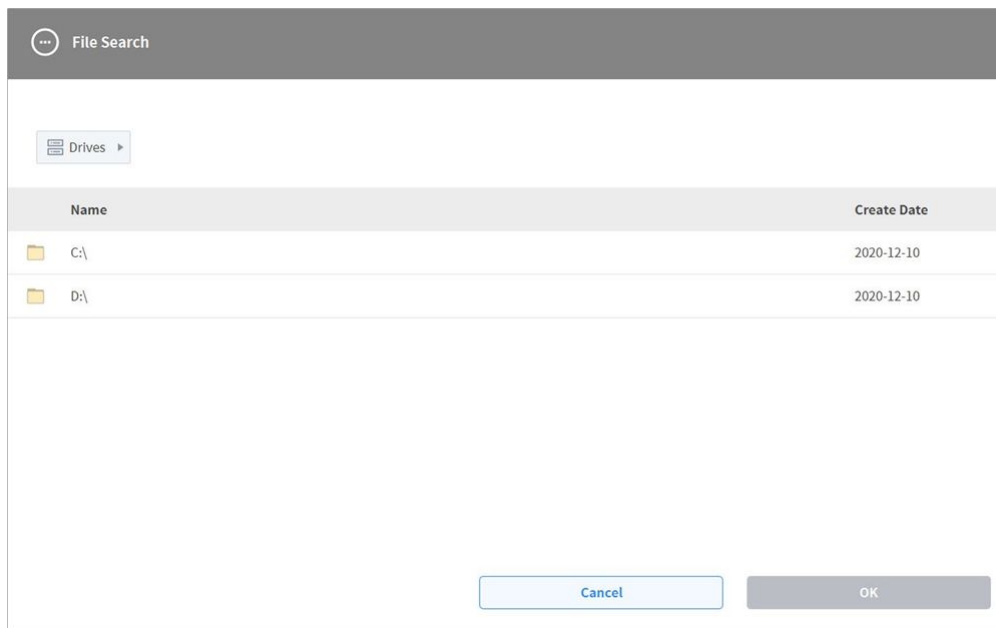 File Search
Drives
Name Create Date
C:\ 2020-12-10
D:\ 2020-12-10
Cancel OK